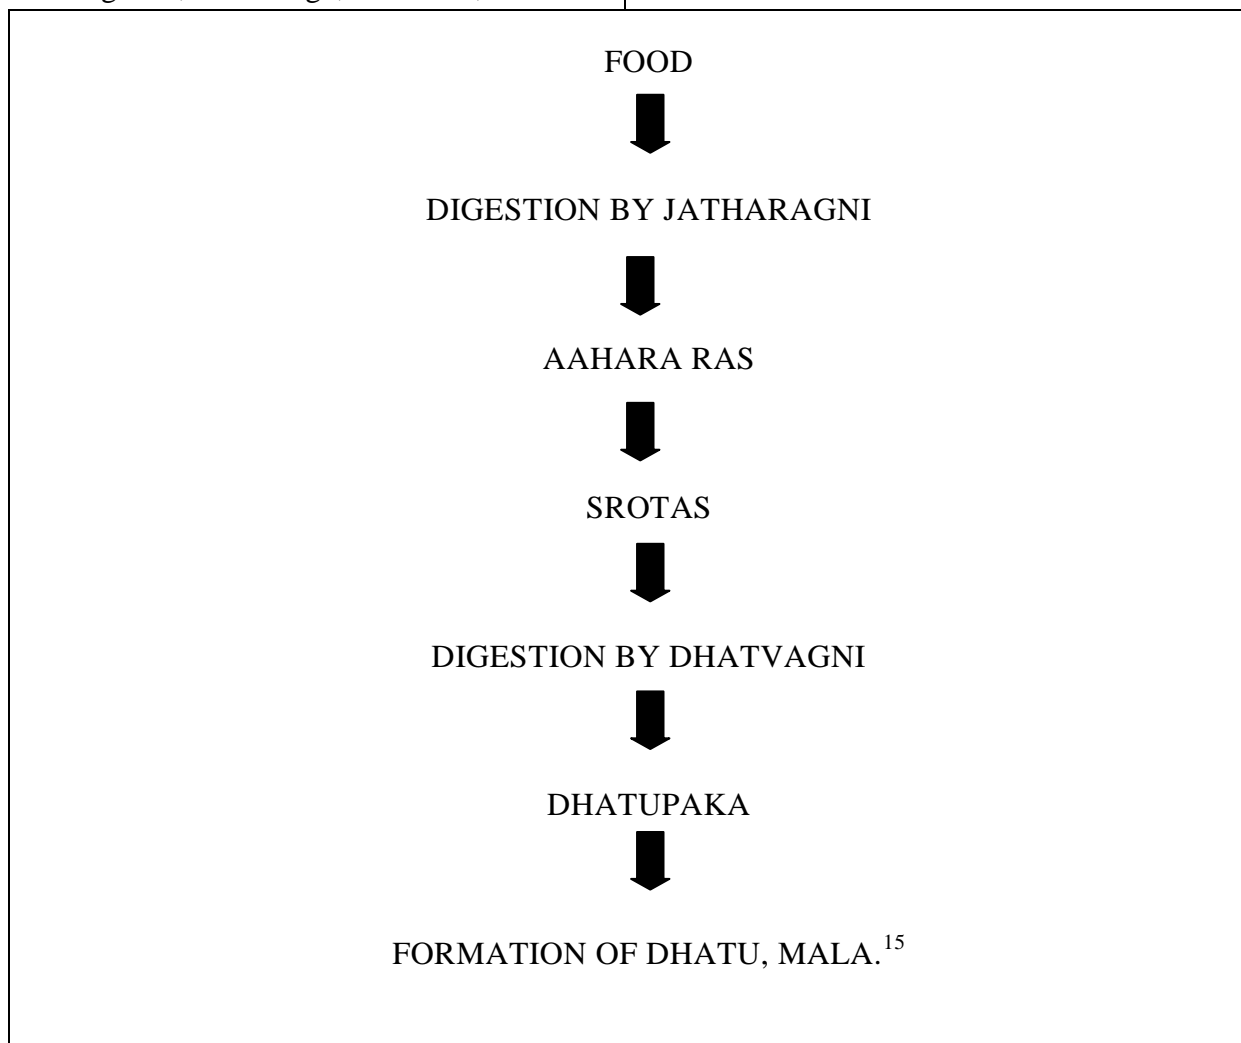 FOOD
DIGESTION BY JATHARAGNI
AAHARA RAS
SROTAS
DIGESTION BY DHATVAGNI
DHATUPAKA
FORMATION OF DHATU, MALA.15